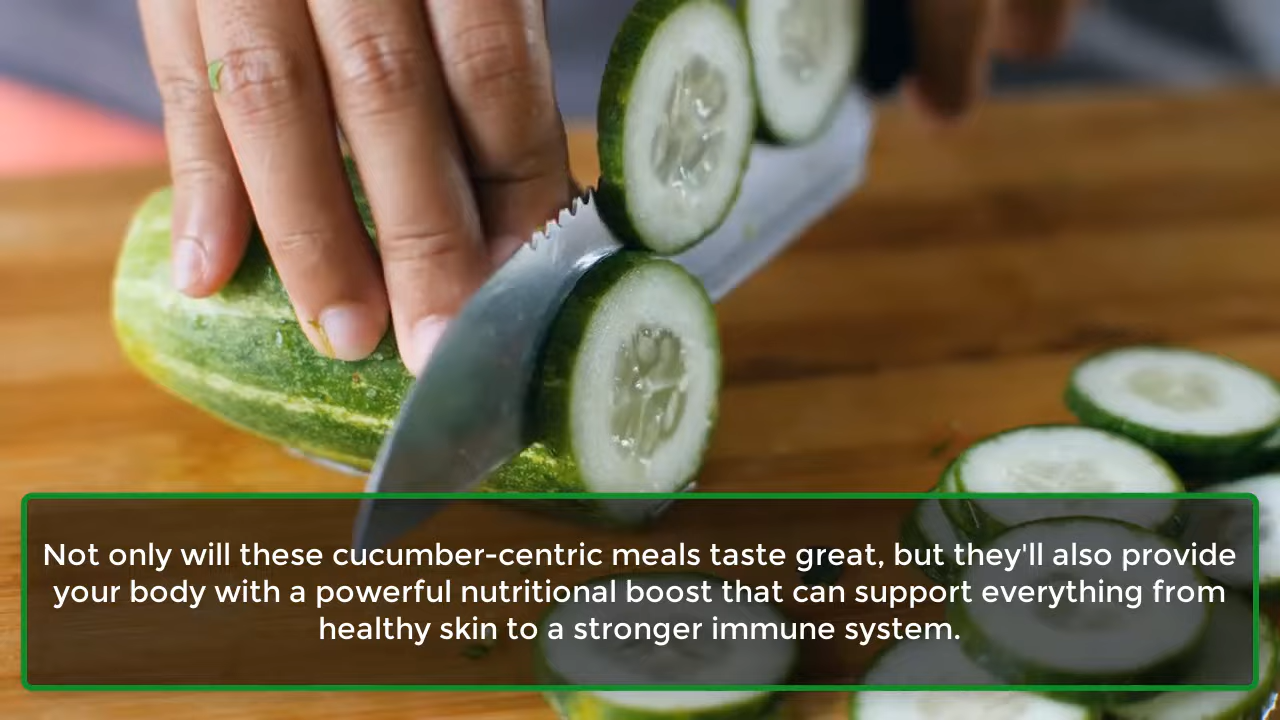 Not only will these cucumber-centric meals taste great, but they'll also provide
your body with a powerful nutritional boost that can support everything from
healthy skin to a stronger immune system.